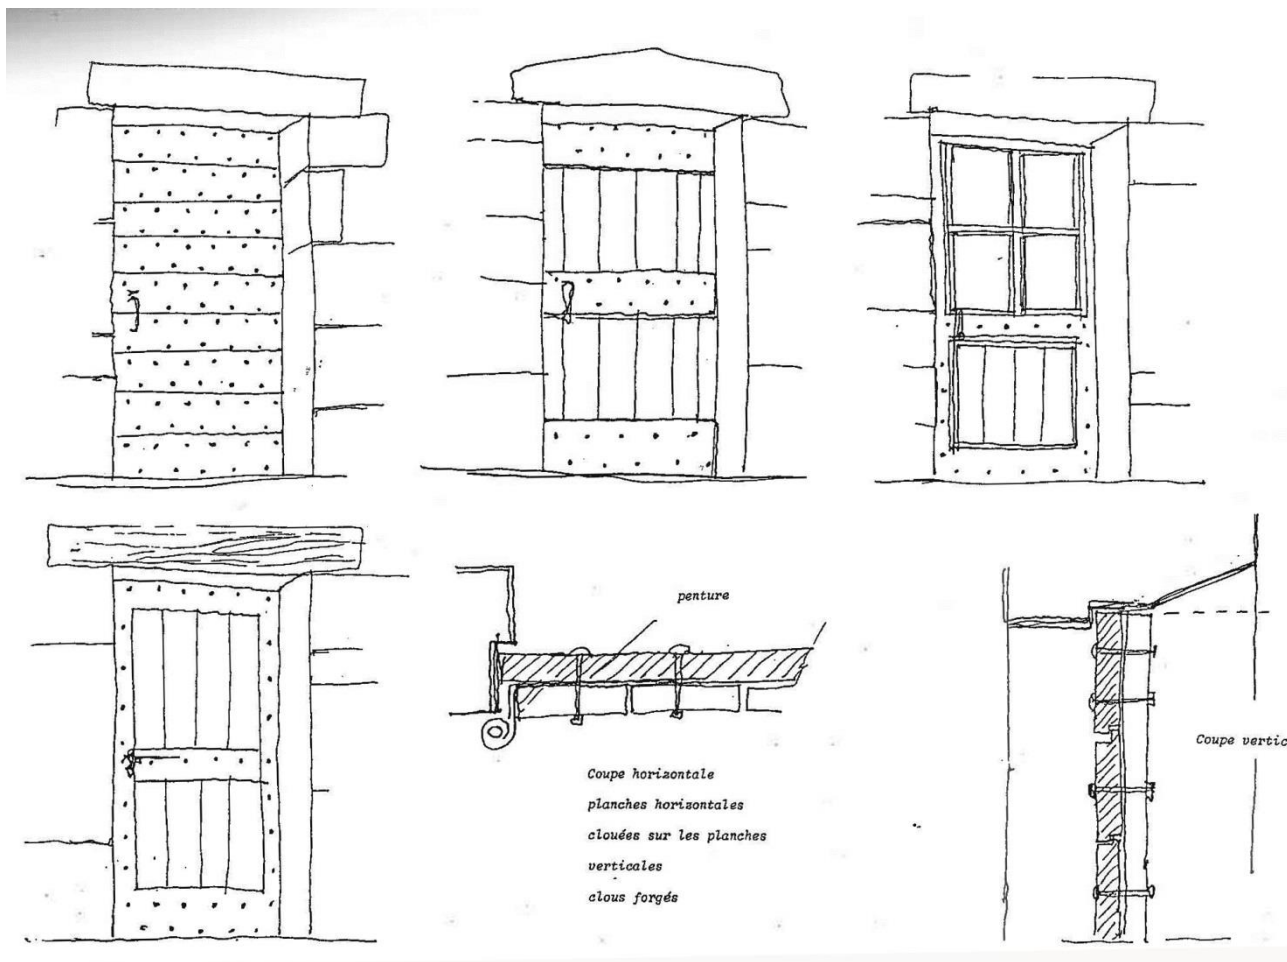 penture
Coupe horizontale
planches horizontales
clouées sur les planches
verticales
clous forgés
Coupe vertic